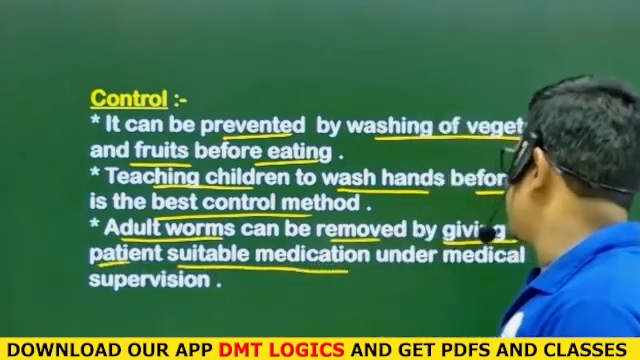 Control :-
* It can be prevented by washing of veget
and fruits before eating .
* Teaching children to wash hands befor
is the best control method .
* Adult worms can be removed by giving
patient suitable medication under medical
supervision .
DOWNLOAD OUR APP DMT LOGICS AND GET PDFS AND CLASSES